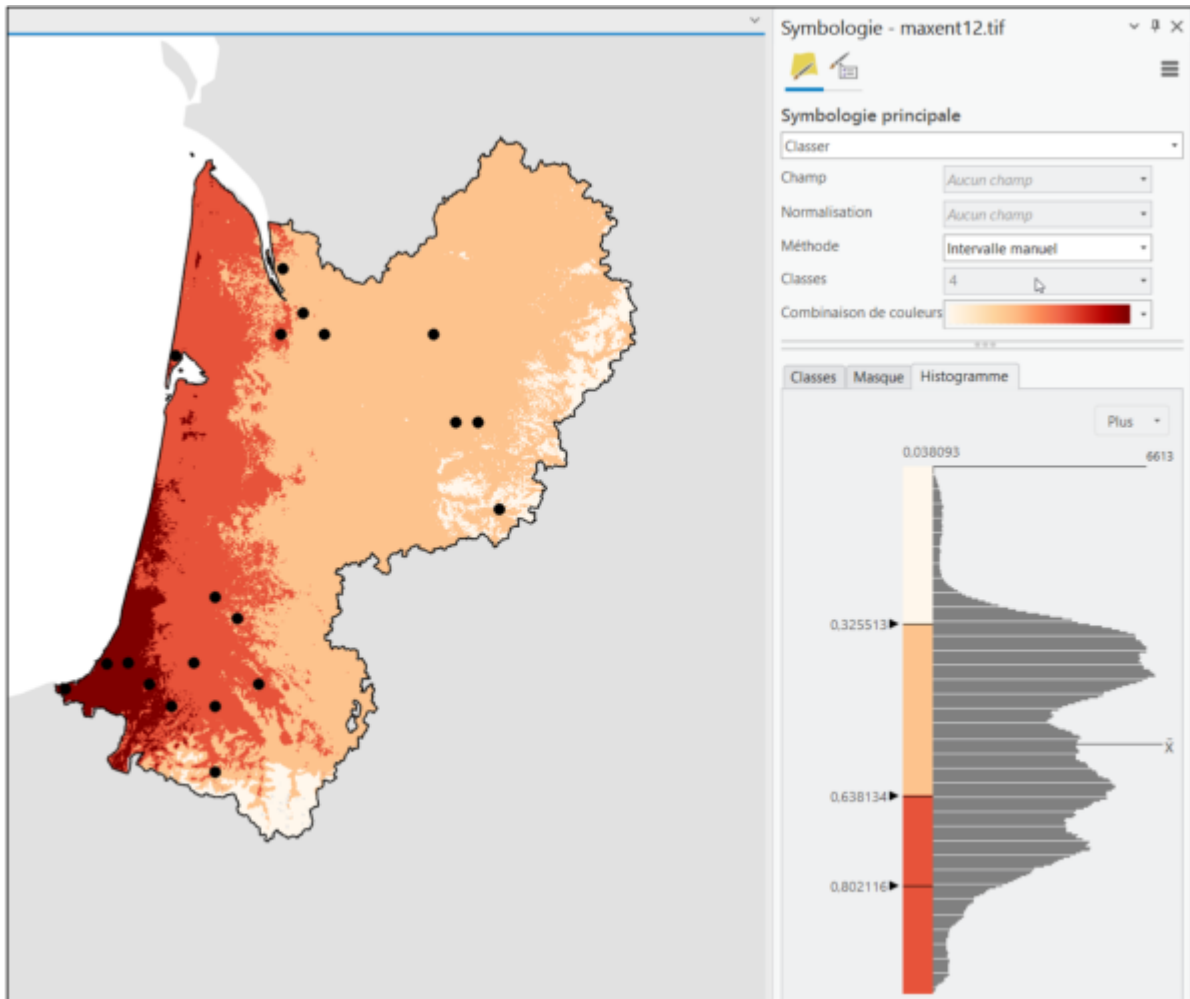 Symbologie - maxent12.tif
Symbologie principale
Classer
Champ Aucun champ
Normalisation Aucun champ
Méthode Intervalle manuel
Classes 4
Combinaison de couleurs
Classes Masque Histogramme
Plus
0,038093 6613
0,325513
x̄
0,638134
0,802116